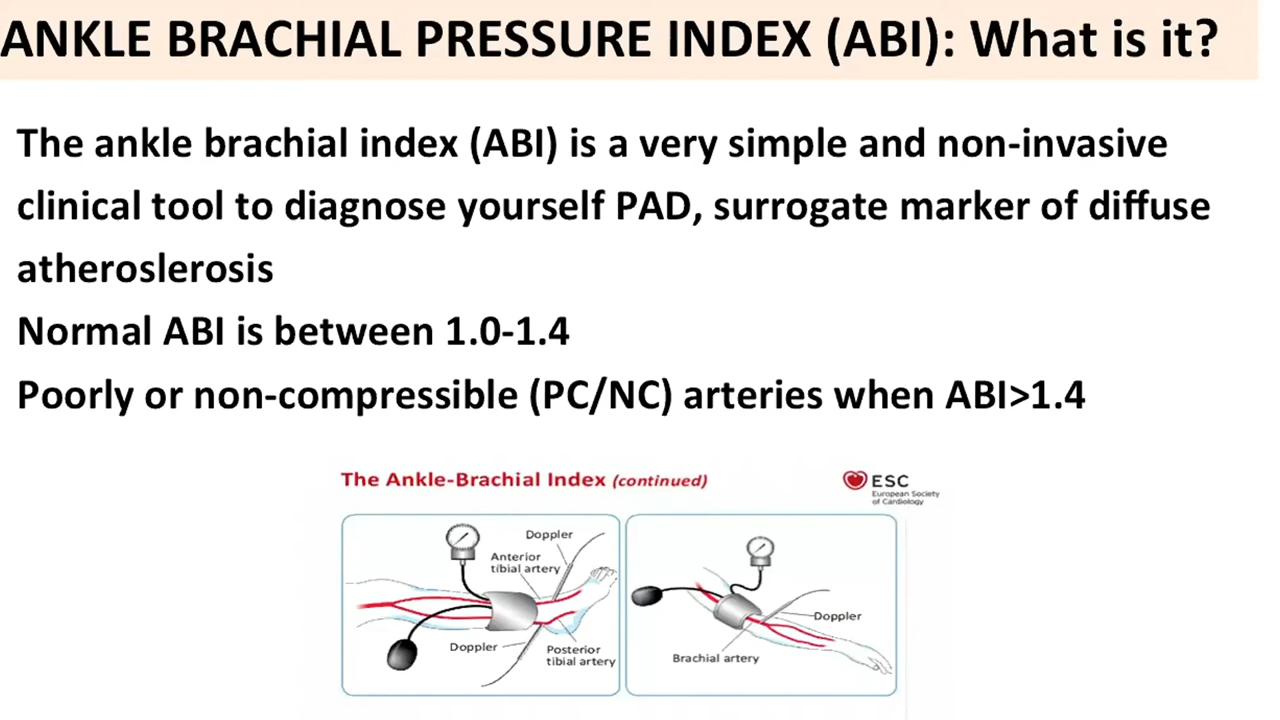 ANKLE BRACHIAL PRESSURE INDEX (ABI): What is it?
The ankle brachial index (ABI) is a very simple and non-invasive
clinical tool to diagnose yourself PAD, surrogate marker of diffuse
atheroslerosis
Normal ABI is between 1.0-1.4
Poorly or non-compressible (PC/NC) arteries when ABI>1.4
The Ankle-Brachial Index (continued)
ESC
European Society
of Cardiology
Doppler
Anterior
tibial artery
Doppler
Posterior
tibial artery
Doppler
Brachial artery